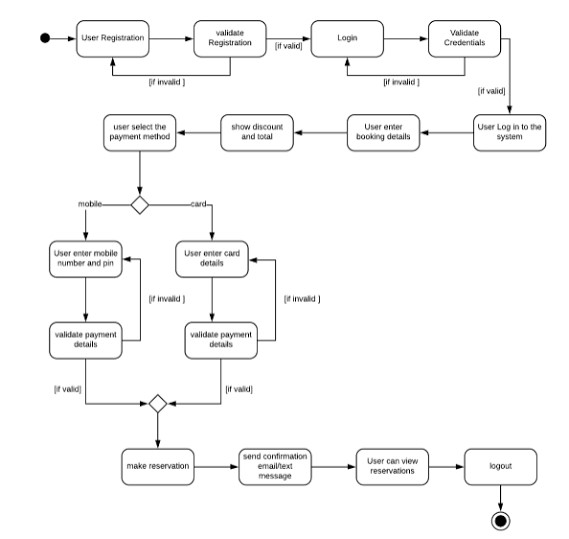 User Registration
validate
Registration
[if valid]
Login
Validate
Credentials
[if invalid ]
[if invalid ]
[if valid]
user select the
payment method
show discount
and total
User enter
booking details
User Log in to the
system
mobile
card
User enter mobile
number and pin
User enter card
details
[if invalid ]
[if invalid ]
validate payment
details
validate payment
details
[if valid]
[if valid]
make reservation
send confirmation
email/text
message
User can view
reservations
logout